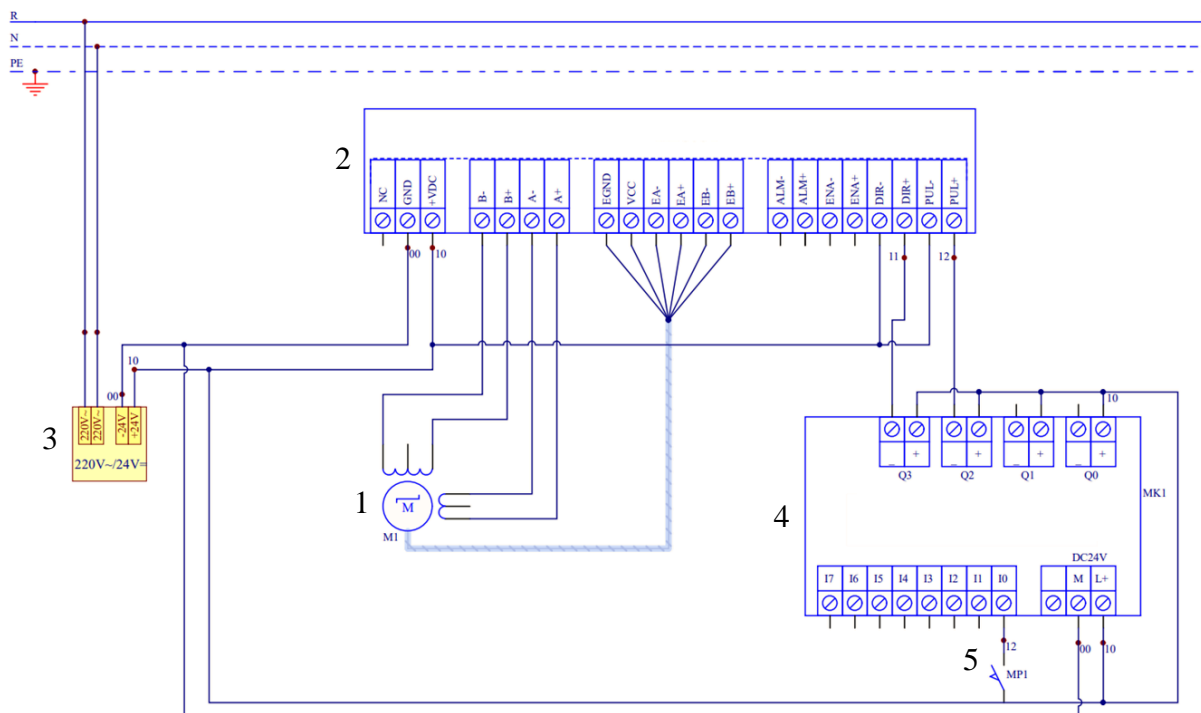 R
N
PE
2
NC GND +VDC B- B+ A- A+ EGND VCC EA- EA+ EB- EB+ ALM- ALM+ ENA- ENA+ DIR- DIR+ PUL- PUL+
00 10 11 12
10
00
3
220V~ 220V~ -24V +24V
220V~/24V=
10
_ + _ + _ + _ +
Q3 Q2 Q1 Q0
1
M
M1
4
MK1
DC24V
I7 I6 I5 I4 I3 I2 I1 I0 M L+
12 00 10
5
MP1